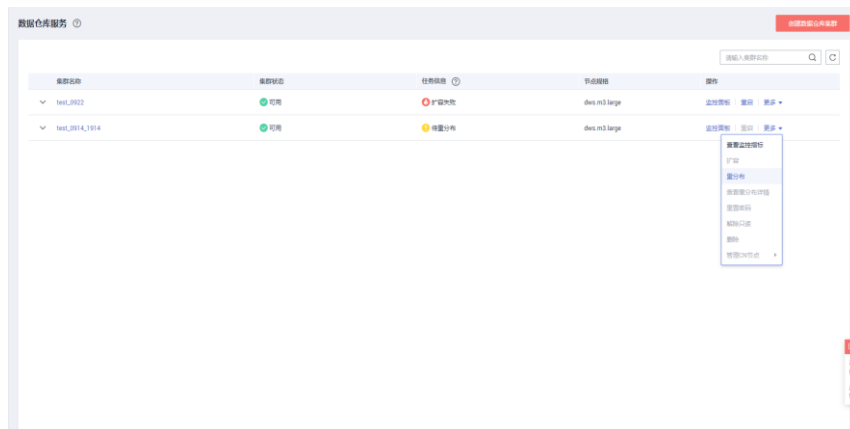 数据仓库服务
创建数据仓库集群
请输入集群名称
集群名称 集群状态 任务信息 节点规格 操作
test_0922 可用 扩容失败 dws.m3.large 监控面板 重启 更多
test_0914_1914 可用 待重分布 dws.m3.large 监控面板 重启 更多
查看监控指标
扩容
重分布
查看重分布详情
重置密码
解除只读
删除
管理CN节点